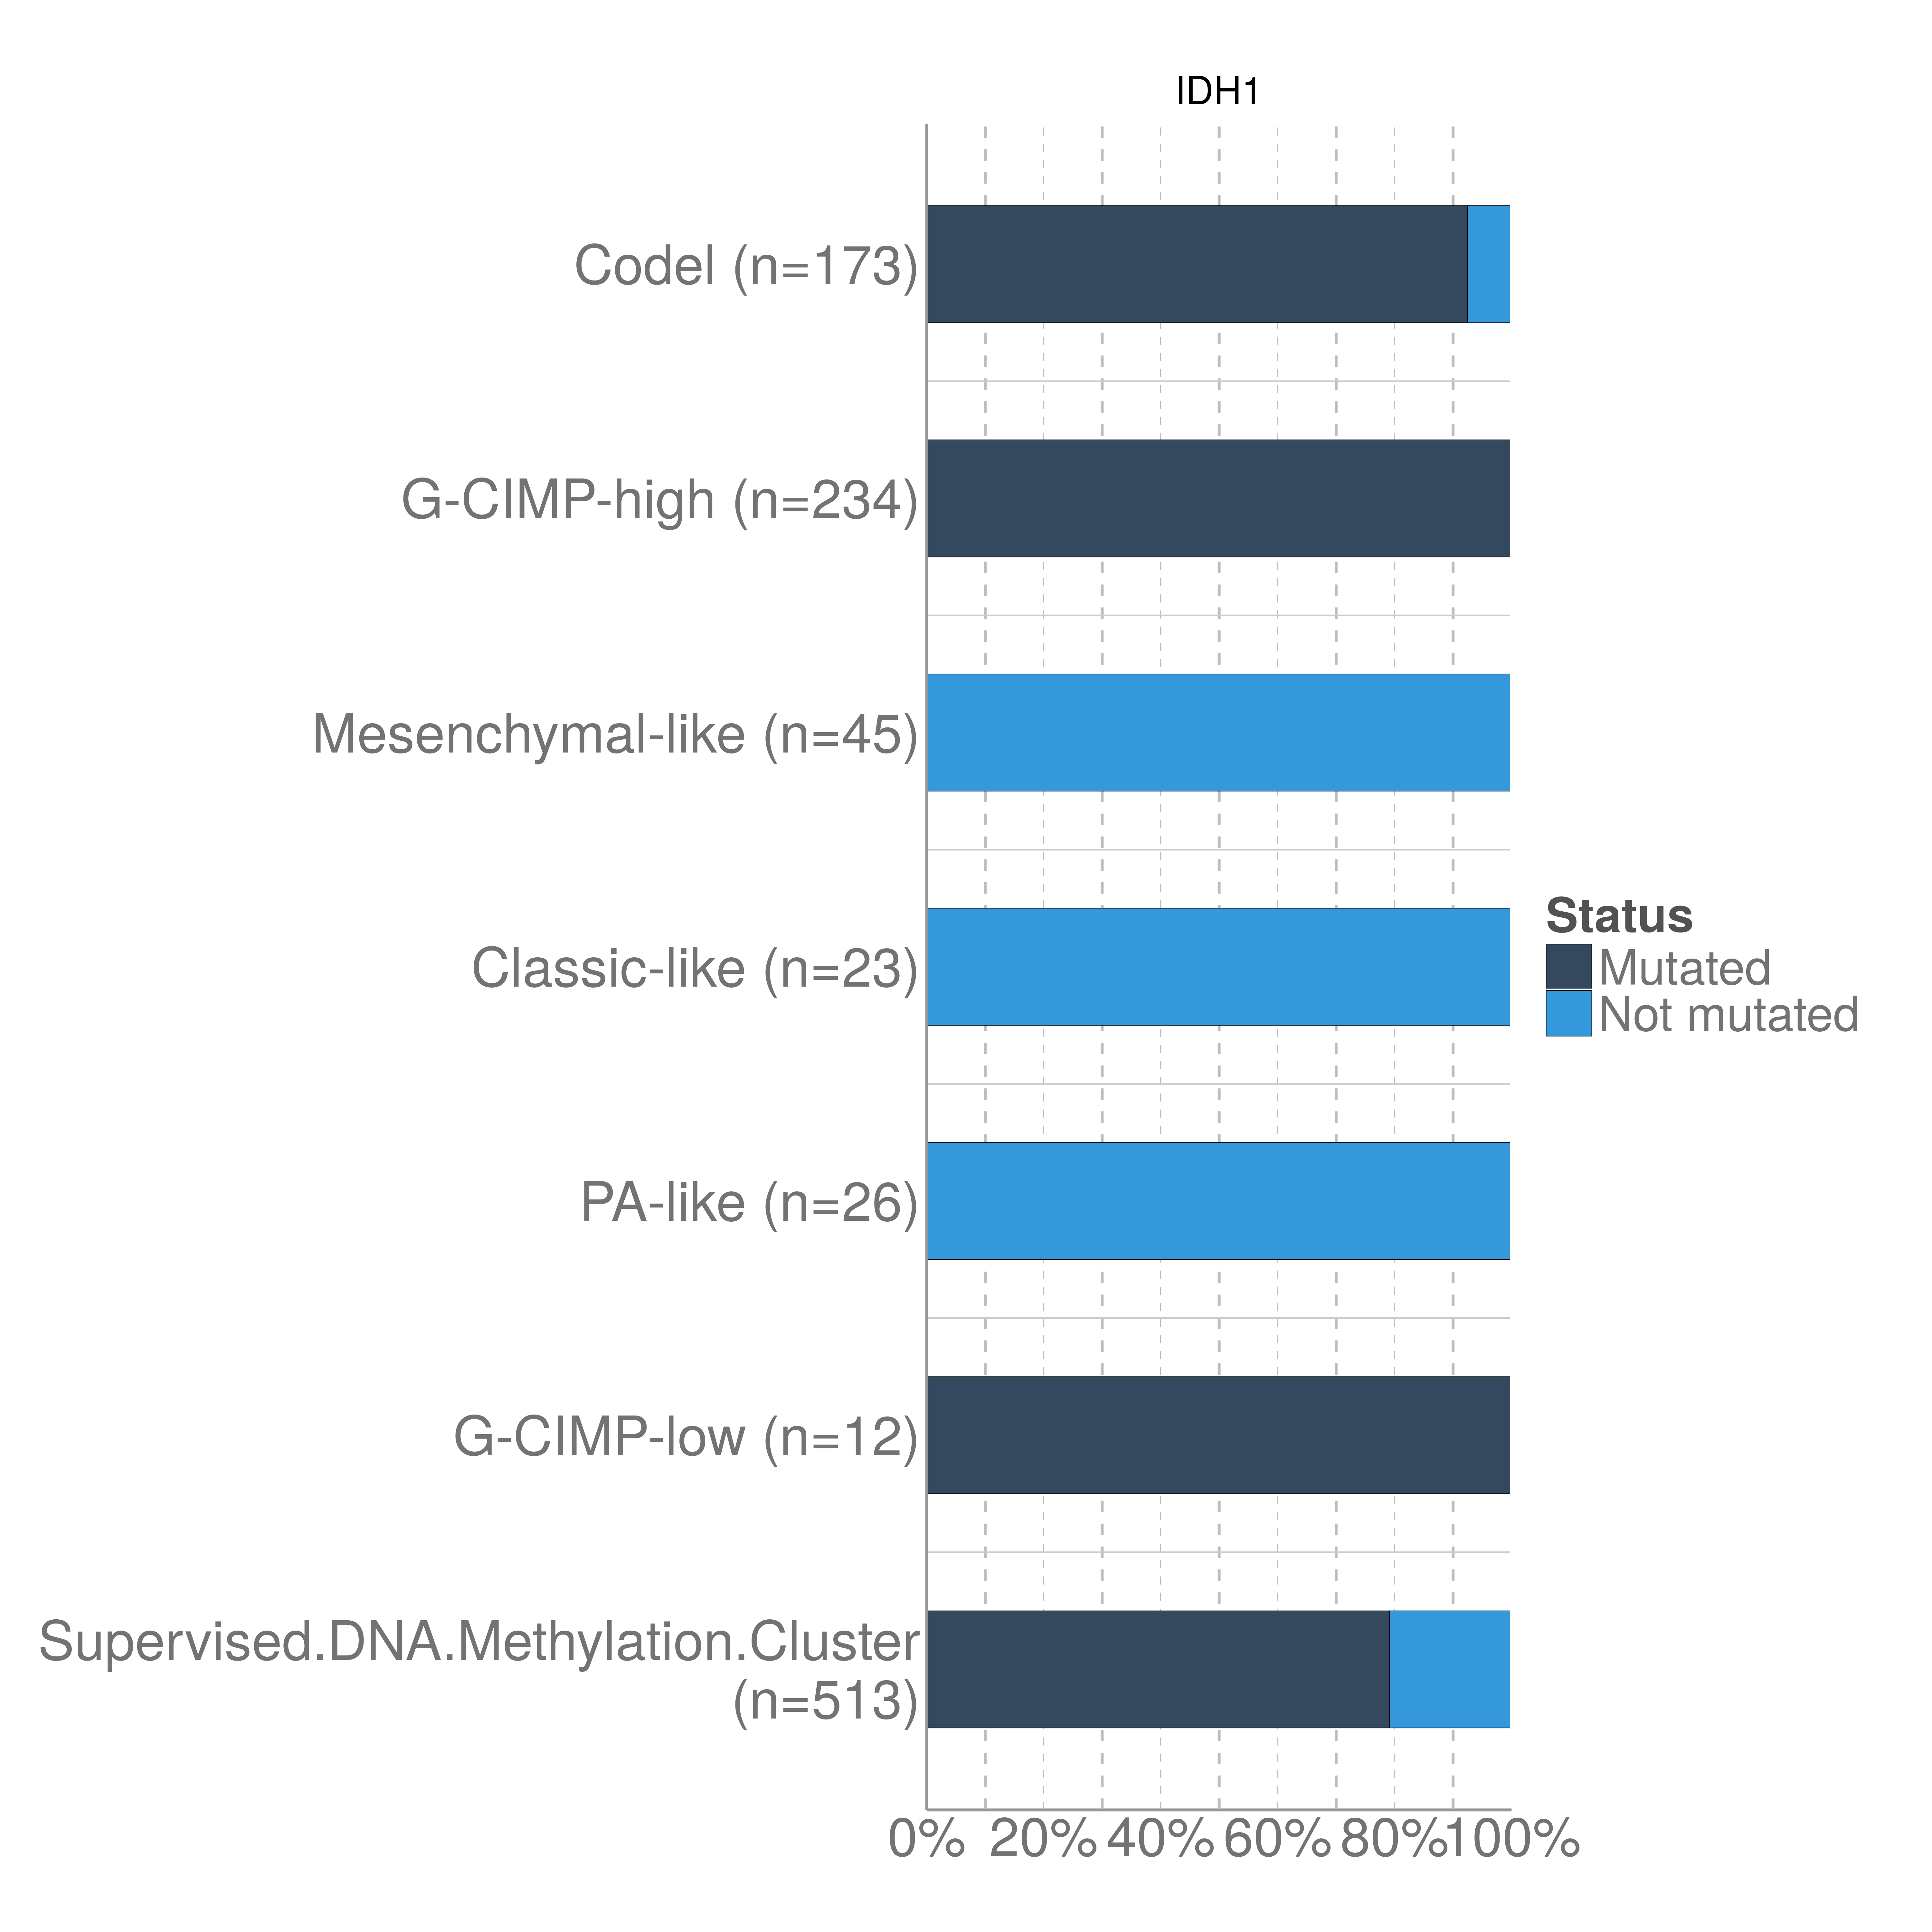 IDH1
Codel (n=173)
G-CIMP-high (n=234)
Mesenchymal-like (n=45)
Classic-like (n=23)
PA-like (n=26)
G-CIMP-low (n=12)
Supervised.DNA.Methylation.Cluster
(n=513)
0% 20% 40% 60% 80% 100%
Status
Mutated
Not mutated